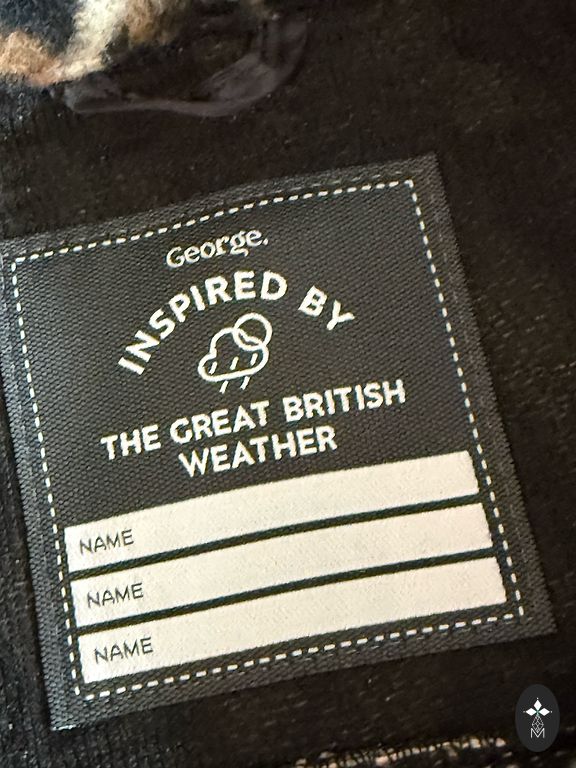 George.
INSPIRED BY
THE GREAT BRITISH
WEATHER
NAME
NAME
NAME
M